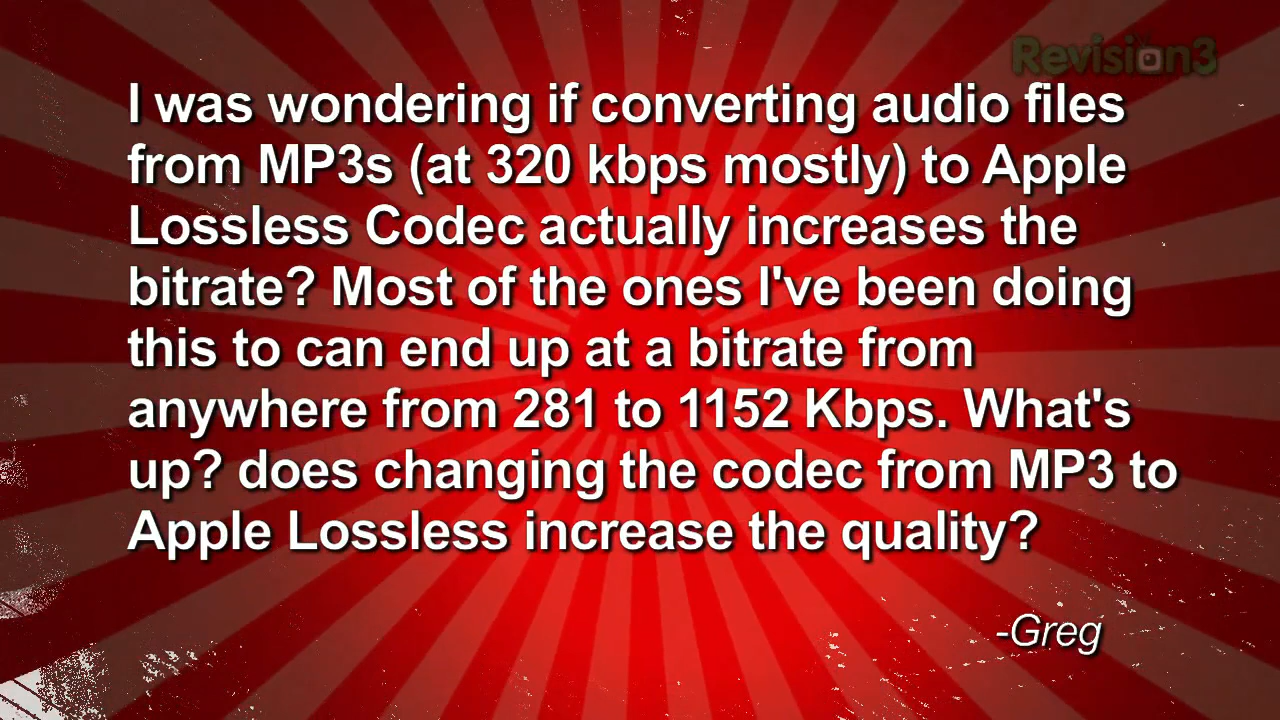 Revision3
I was wondering if converting audio files
from MP3s (at 320 kbps mostly) to Apple
Lossless Codec actually increases the
bitrate? Most of the ones I've been doing
this to can end up at a bitrate from
anywhere from 281 to 1152 Kbps. What's
up? does changing the codec from MP3 to
Apple Lossless increase the quality?
-Greg